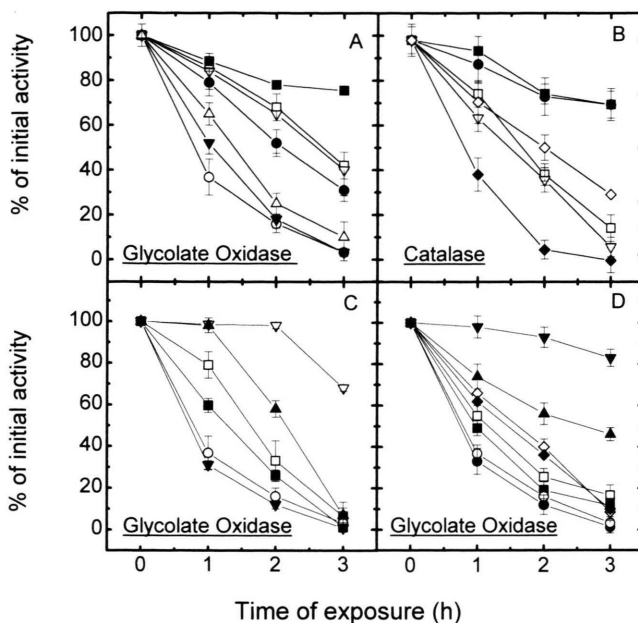 100
80
60
40
20
0
% of initial activity
A
Glycolate Oxidase
B
Catalase
100
80
60
40
20
0
% of initial activity
C
Glycolate Oxidase
D
Glycolate Oxidase
0 1 2 3
0 1 2 3
Time of exposure (h)